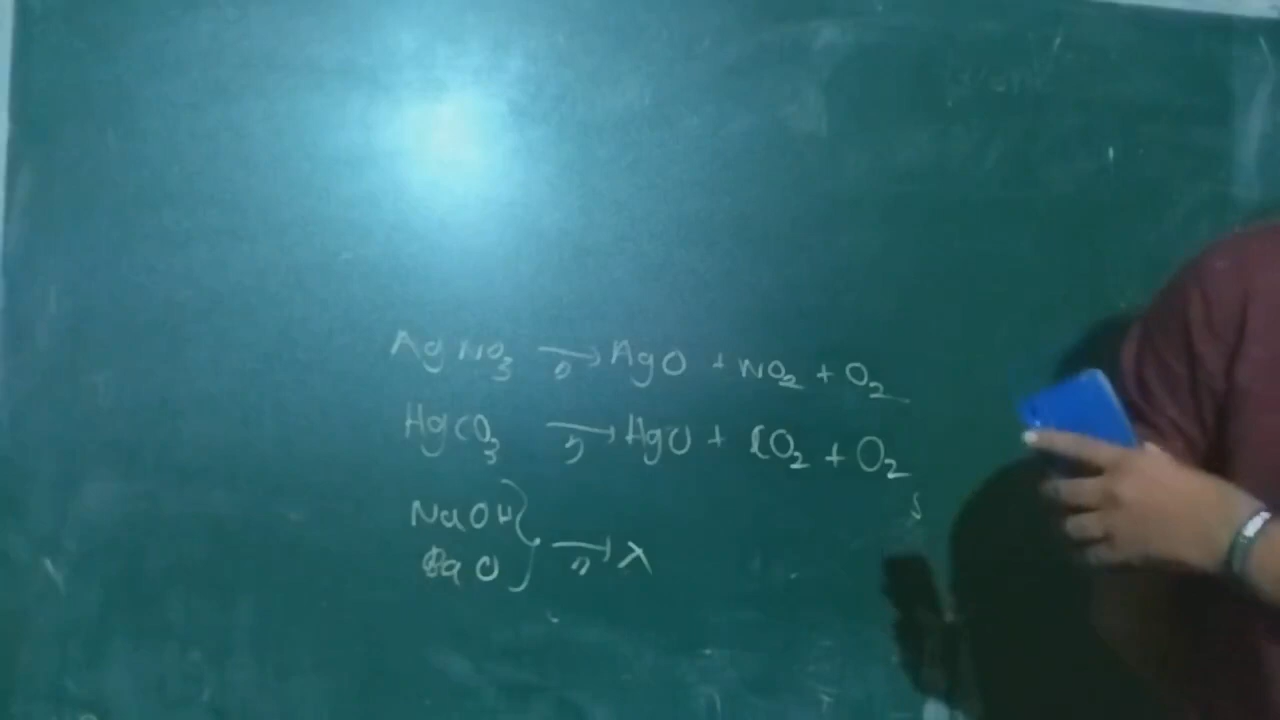 AgNO3 → AgO + NO2 + O2
HgCO3 → HgO + CO2 + O2
NaOH
BaO } → X